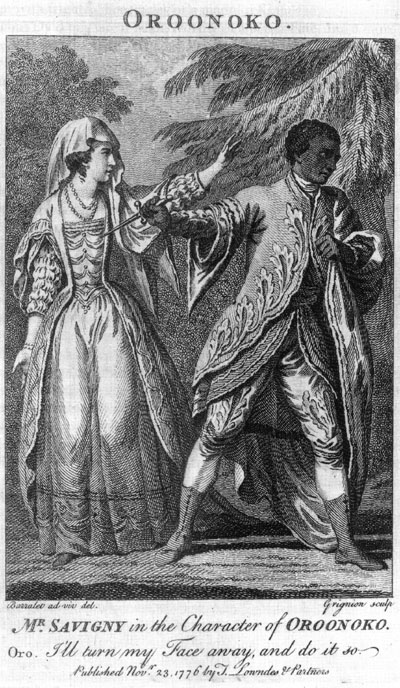 OROONOKO.
Barralet ad viv del.
Grignion sculp
MR. SAVIGNY in the Character of OROONOKO.
Oro. I'll turn my Face away, and do it so.
Published Novr. 23, 1776 by T. Lowndes & Partners